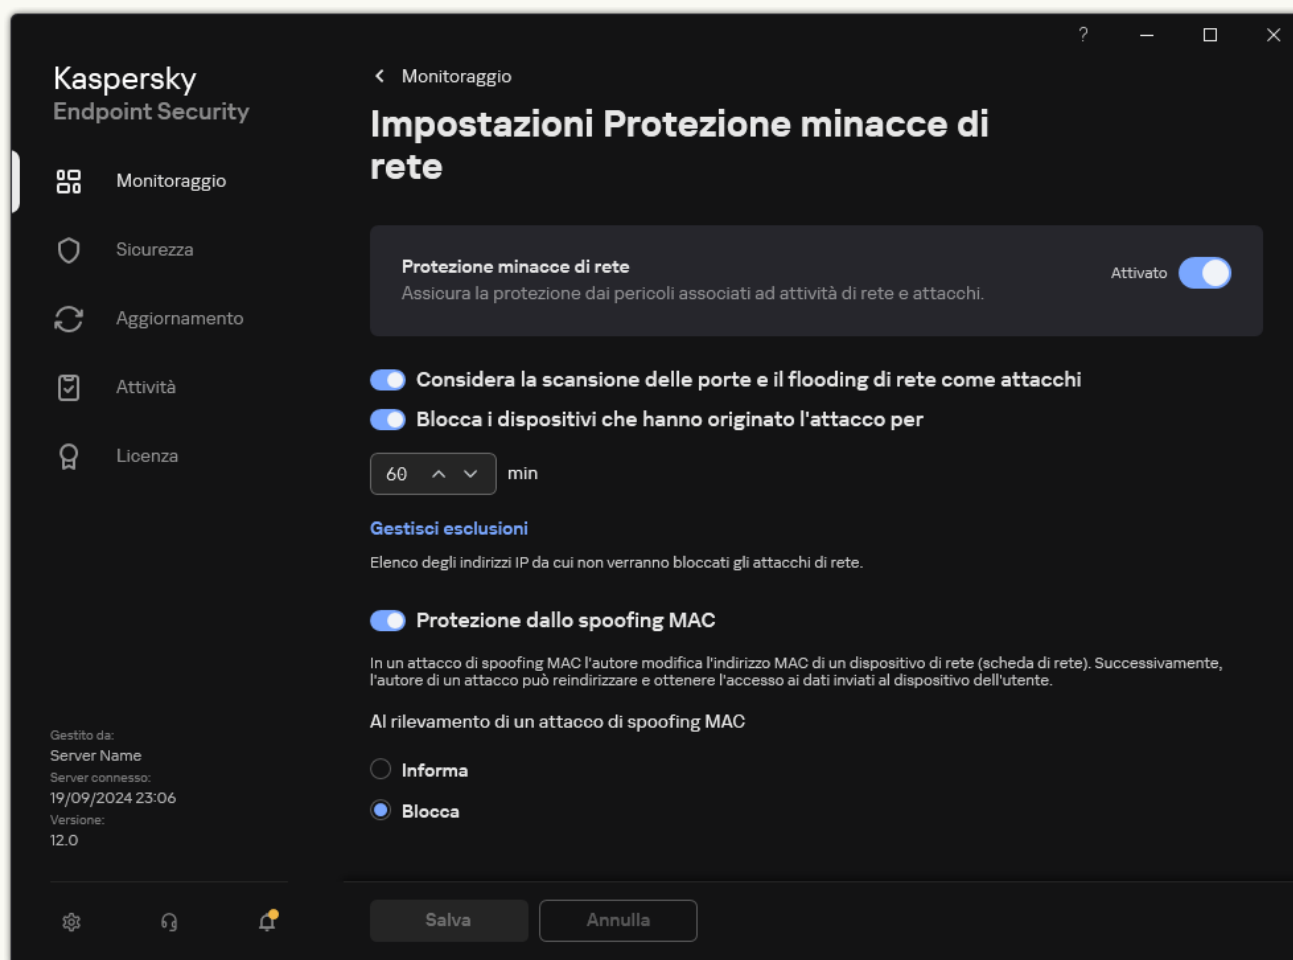 ?
Kaspersky
Endpoint Security
Monitoraggio
Sicurezza
Aggiornamento
Attività
Licenza
Gestito da:
Server Name
Server connesso:
19/09/2024 23:06
Versione:
12.0
Monitoraggio
Impostazioni Protezione minacce di
rete
Protezione minacce di rete
Assicura la protezione dai pericoli associati ad attività di rete e attacchi.
Attivato
Considera la scansione delle porte e il flooding di rete come attacchi
Blocca i dispositivi che hanno originato l'attacco per
60 min
Gestisci esclusioni
Elenco degli indirizzi IP da cui non verranno bloccati gli attacchi di rete.
Protezione dallo spoofing MAC
In un attacco di spoofing MAC l'autore modifica l'indirizzo MAC di un dispositivo di rete (scheda di rete). Successivamente,
l'autore di un attacco può reindirizzare e ottenere l'accesso ai dati inviati al dispositivo dell'utente.
Al rilevamento di un attacco di spoofing MAC
Informa
Blocca
Salva
Annulla